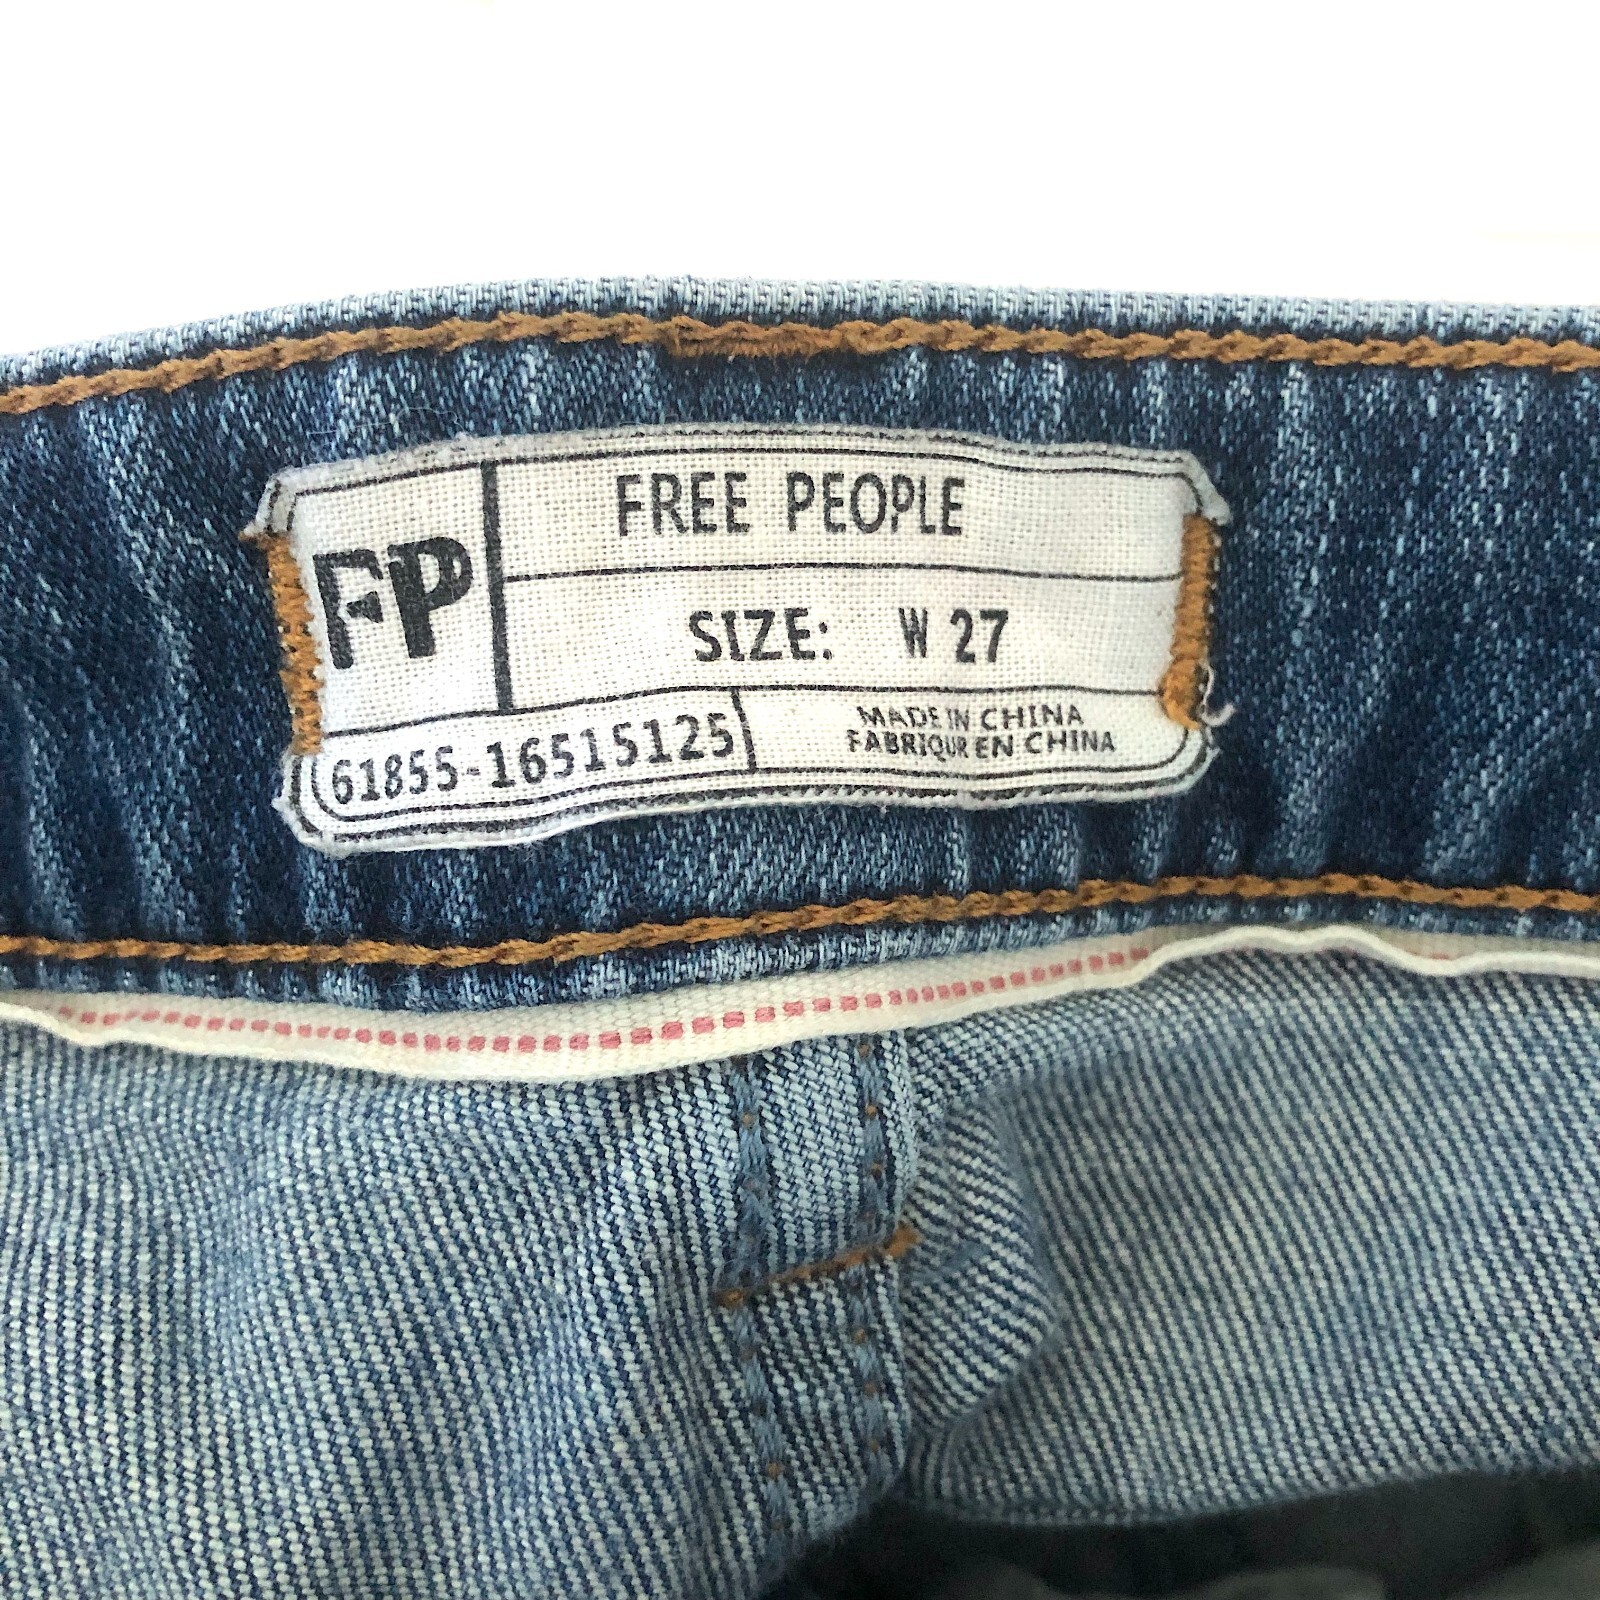 FP
FREE PEOPLE
SIZE: W 27
61855-16515125
MADE IN CHINA
FABRIQUR EN CHINA